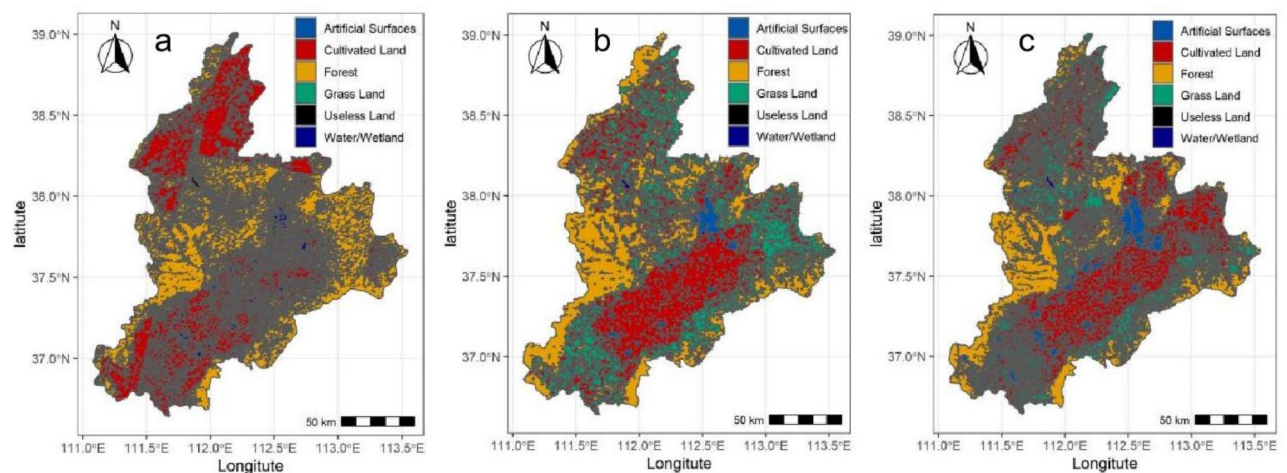 a
N
39.0°N
38.5°N
38.0°N
37.5°N
37.0°N
latitute
Artificial Surfaces
Cultivated Land
Forest
Grass Land
Useless Land
Water/Wetland
50 km
111.0°E 111.5°E 112.0°E 112.5°E 113.0°E 113.5°E
Longitute
b
N
39.0°N
38.5°N
38.0°N
37.5°N
37.0°N
latitute
Artificial Surfaces
Cultivated Land
Forest
Grass Land
Useless Land
Water/Wetland
50 km
111.0°E 111.5°E 112.0°E 112.5°E 113.0°E 113.5°E
Longitute
c
N
39.0°N
38.5°N
38.0°N
37.5°N
37.0°N
latitute
Artificial Surfaces
Cultivated Land
Forest
Grass Land
Useless Land
Water/Wetland
50 km
111.0°E 111.5°E 112.0°E 112.5°E 113.0°E 113.5°E
Longitute